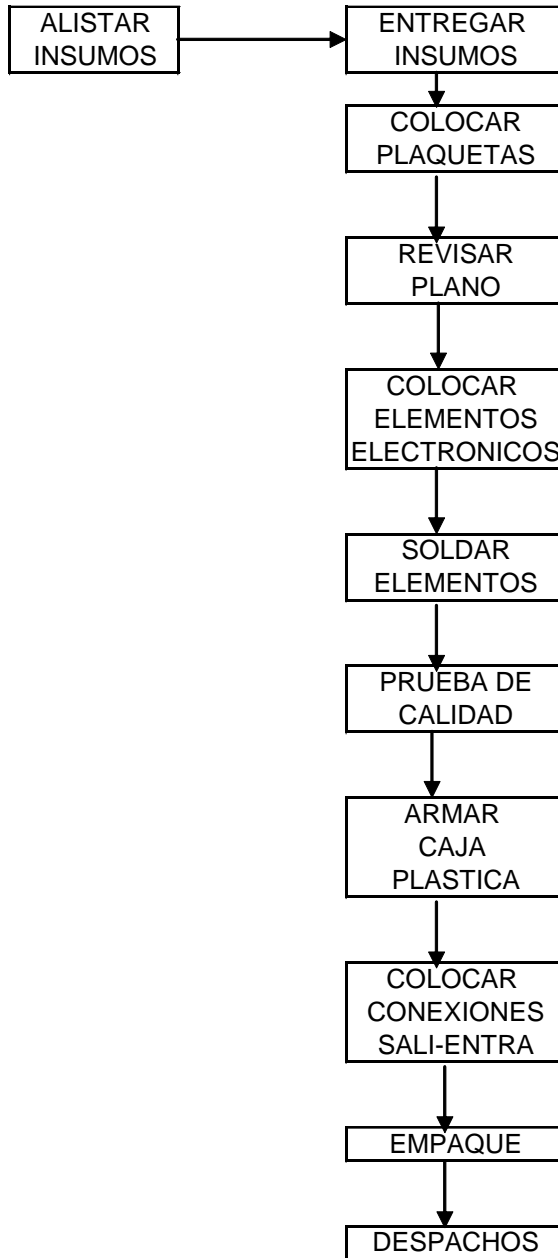 ALISTAR
INSUMOS
ENTREGAR
INSUMOS
COLOCAR
PLAQUETAS
REVISAR
PLANO
COLOCAR
ELEMENTOS
ELECTRONICOS
SOLDAR
ELEMENTOS
PRUEBA DE
CALIDAD
ARMAR
CAJA
PLASTICA
COLOCAR
CONEXIONES
SALI-ENTRA
EMPAQUE
DESPACHOS